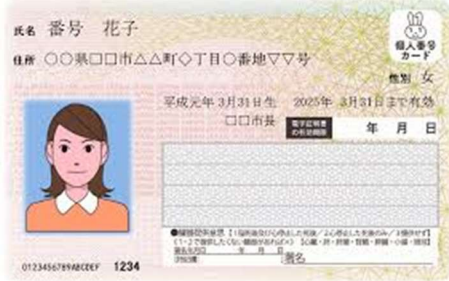 氏名 番号 花子
個人番号
カード
住所 〇〇県□□市△△町◇丁目〇番地▽▽号
性別 女
平成元年 3月31日生 2025年 3月31日まで有効
□□市長
電子証明書
の有効期限
年 月 日
署名
0123456789ABCDEF 1234